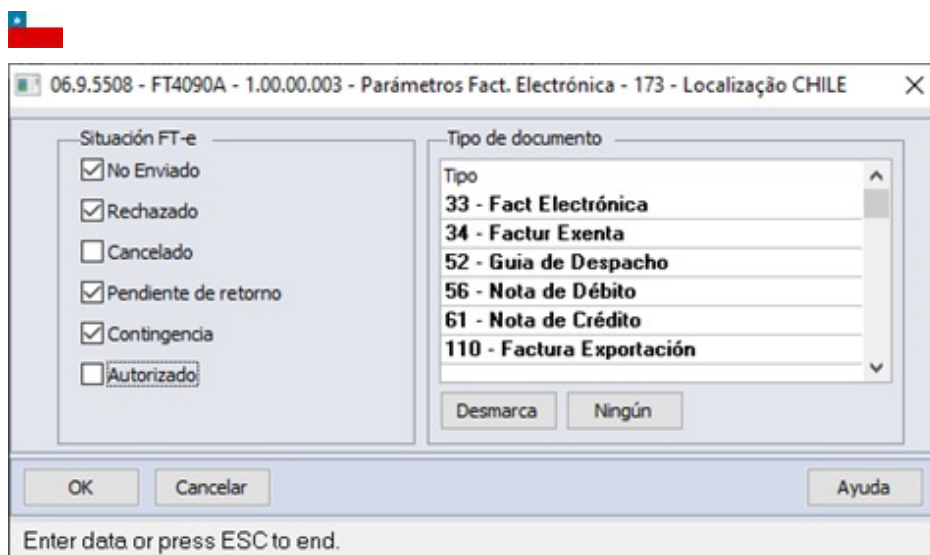 06.9.5508 - FT4090A - 1.00.00.003 - Parámetros Fact. Electrónica - 173 - Localização CHILE
Situación FT-e
No Enviado
Rechazado
Cancelado
Pendiente de retorno
Contingencia
Autorizado
Tipo de documento
Tipo
33 - Fact Electrónica
34 - Factur Exenta
52 - Guia de Despacho
56 - Nota de Débito
61 - Nota de Crédito
110 - Factura Exportación
Desmarca Ningún
OK Cancelar Ayuda
Enter data or press ESC to end.